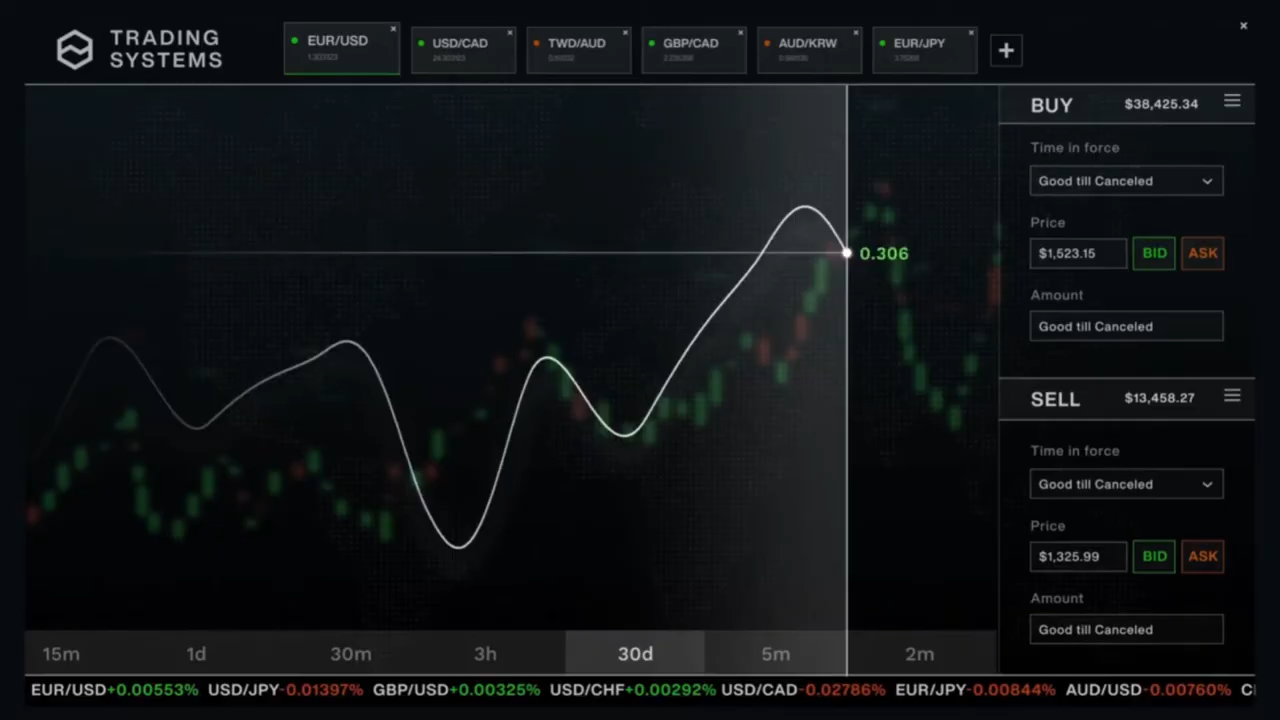 TRADING
SYSTEMS
EUR/USD
USD/CAD
TWD/AUD
GBP/CAD
AUD/KRW
EUR/JPY
+
BUY $38,425.34
Time in force
Good till Canceled
Price
$1,523.15 BID ASK
Amount
Good till Canceled
0.306
SELL $13,458.27
Time in force
Good till Canceled
Price
$1,325.99 BID ASK
Amount
Good till Canceled
15m 1d 30m 3h 30d 5m 2m
EUR/USD+0.00553% USD/JPY-0.01397% GBP/USD+0.00325% USD/CHF+0.00292% USD/CAD-0.02786% EUR/JPY-0.00844% AUD/USD-0.00760%